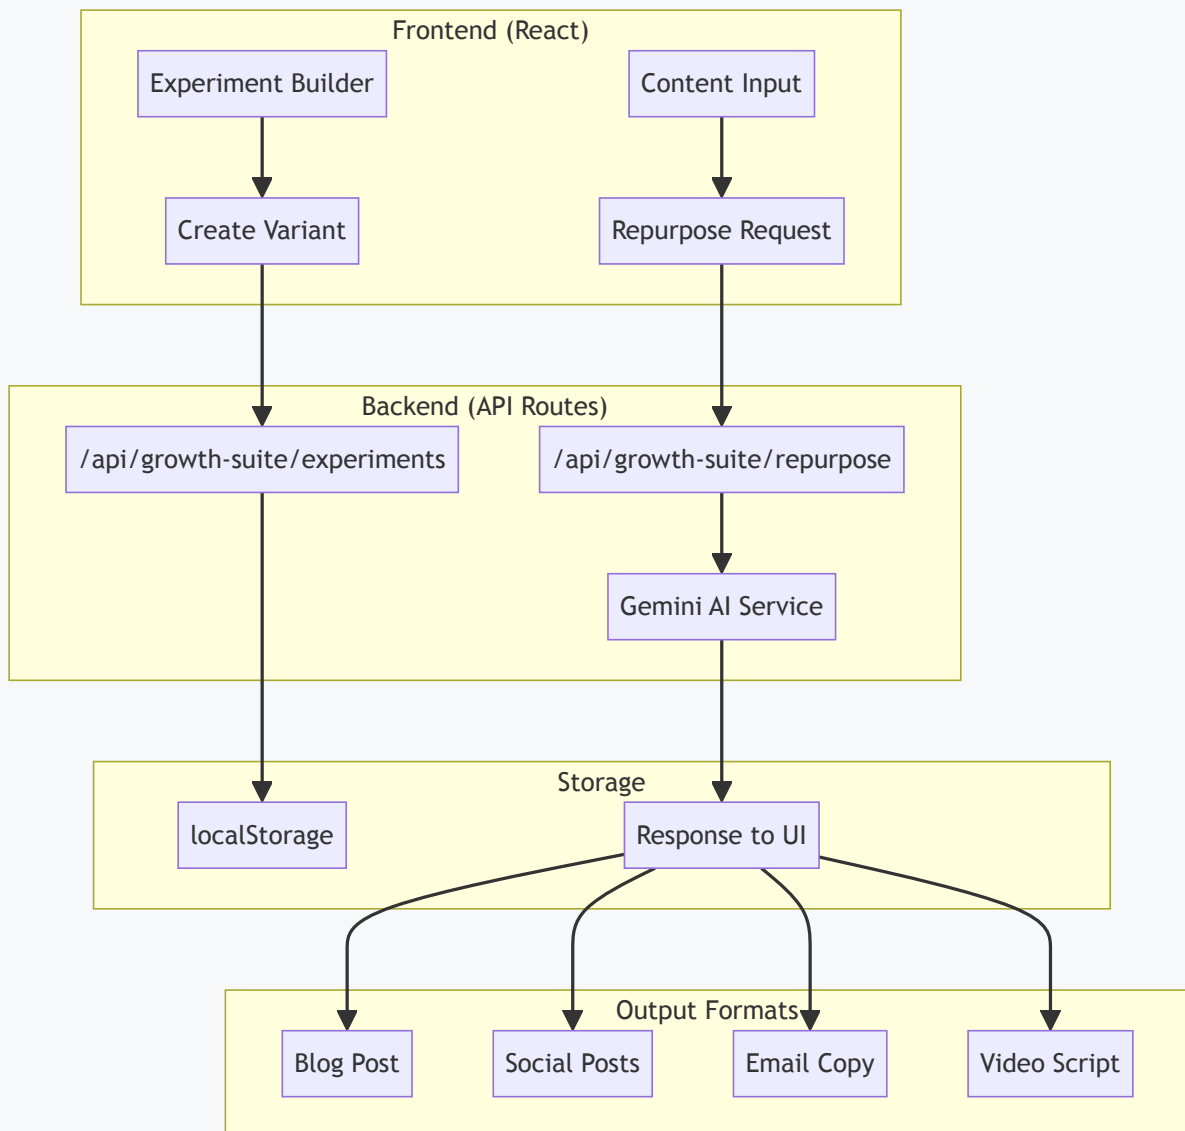 Frontend (React)
Experiment Builder
Content Input
Create Variant
Repurpose Request
Backend (API Routes)
/api/growth-suite/experiments
/api/growth-suite/repurpose
Gemini AI Service
Storage
localStorage
Response to UI
Output Formats
Blog Post
Social Posts
Email Copy
Video Script